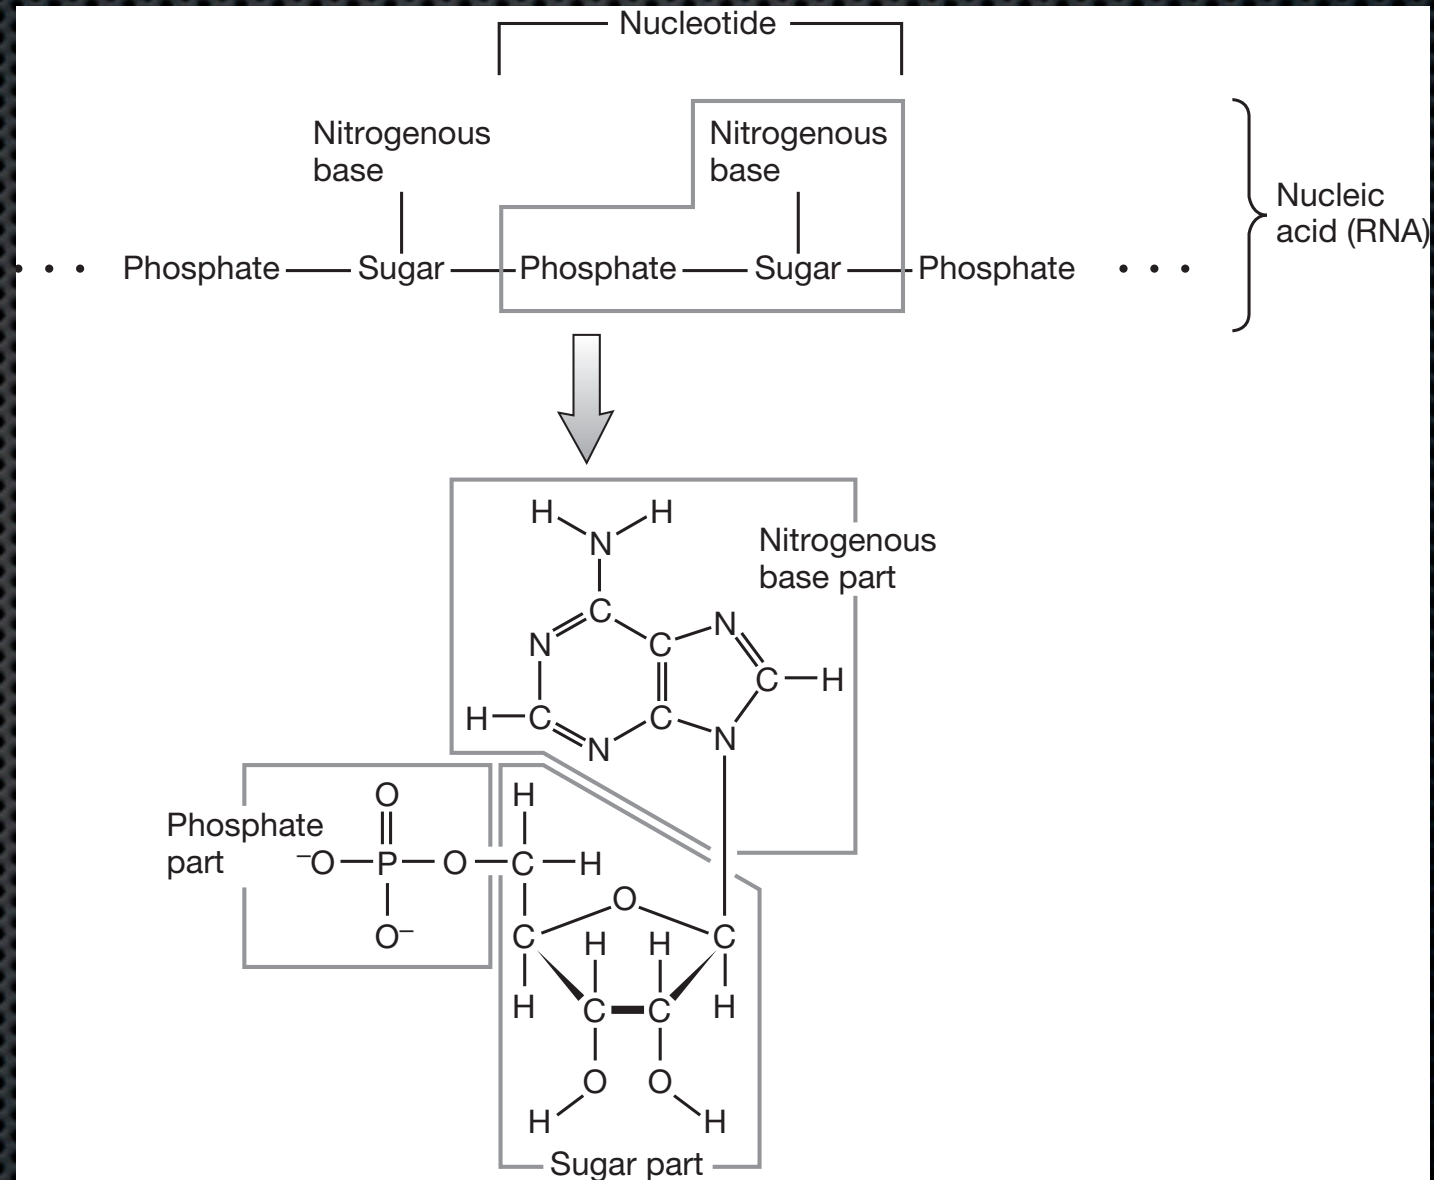 Nucleotide
Nitrogenous
base
Nitrogenous
base
Nucleic
acid (RNA)
· · · Phosphate — Sugar — Phosphate — Sugar — Phosphate · · ·
H H
N
Nitrogenous
base part
C
N
N
C
C H
H C
C
N
N
O
H
Phosphate
part
⁻O P O C H
O
O⁻
C
H
H
C
H
C
C
H
O
O
H
H
Sugar part